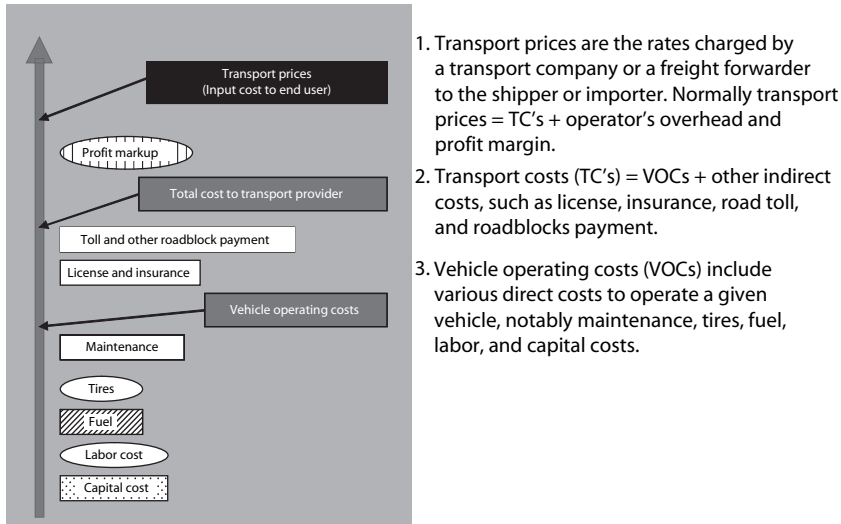 Transport prices
(Input cost to end user)
Profit markup
Total cost to transport provider
Toll and other roadblock payment
License and insurance
Vehicle operating costs
Maintenance
Tires
Fuel
Labor cost
Capital cost
1. Transport prices are the rates charged by
a transport company or a freight forwarder
to the shipper or importer. Normally transport
prices = TC's + operator's overhead and
profit margin.
2. Transport costs (TC's) = VOCs + other indirect
costs, such as license, insurance, road toll,
and roadblocks payment.
3. Vehicle operating costs (VOCs) include
various direct costs to operate a given
vehicle, notably maintenance, tires, fuel,
labor, and capital costs.